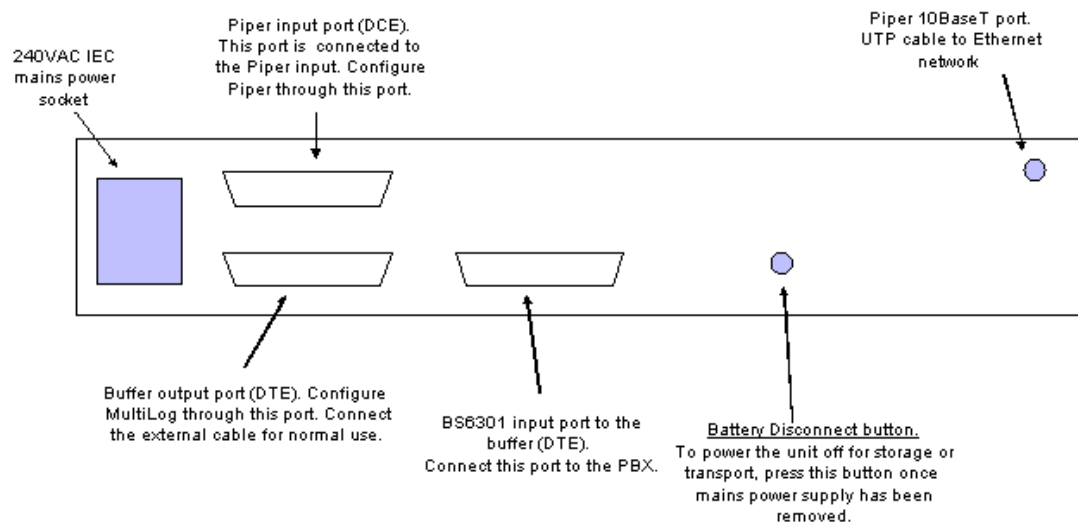 240VAC IEC
mains power
socket
Piper input port (DCE).
This port is connected to
the Piper input. Configure
Piper through this port.
Piper 10BaseT port.
UTP cable to Ethernet
network
Buffer output port (DTE). Configure
MultiLog through this port. Connect
the external cable for normal use.
BS6301 input port to the
buffer (DTE).
Connect this port to the PBX.
Battery Disconnect button.
To power the unit off for storage or
transport, press this button once
mains power supply has been
removed.